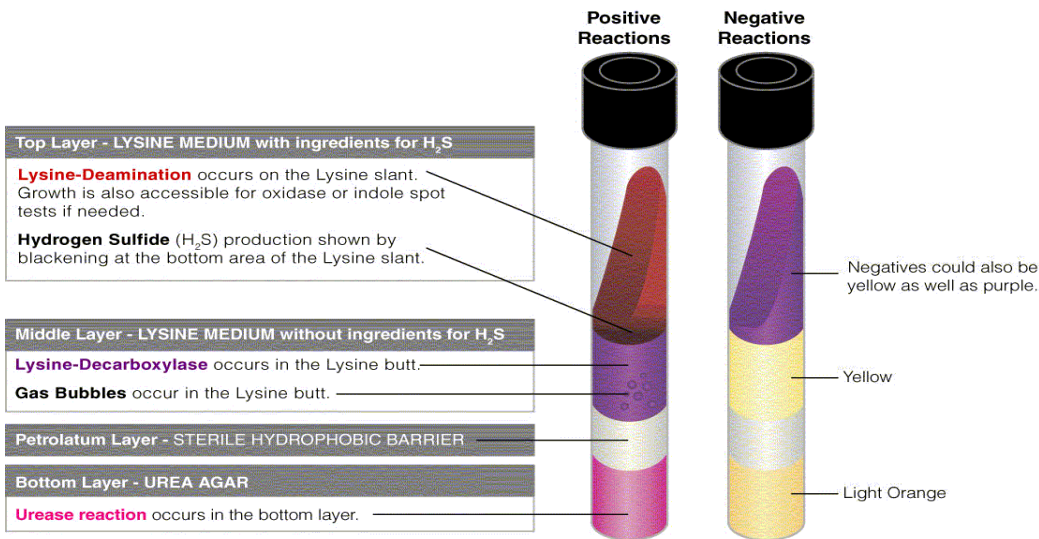 Positive
Reactions
Negative
Reactions
Top Layer - LYSINE MEDIUM with ingredients for H₂S
Lysine-Deamination occurs on the Lysine slant.
Growth is also accessible for oxidase or indole spot
tests if needed.
Hydrogen Sulfide (H₂S) production shown by
blackening at the bottom area of the Lysine slant.
Negatives could also be
yellow as well as purple.
Middle Layer - LYSINE MEDIUM without ingredients for H₂S
Lysine-Decarboxylase occurs in the Lysine butt.
Gas Bubbles occur in the Lysine butt.
Yellow
Petrolatum Layer - STERILE HYDROPHOBIC BARRIER
Bottom Layer - UREA AGAR
Urease reaction occurs in the bottom layer.
Light Orange